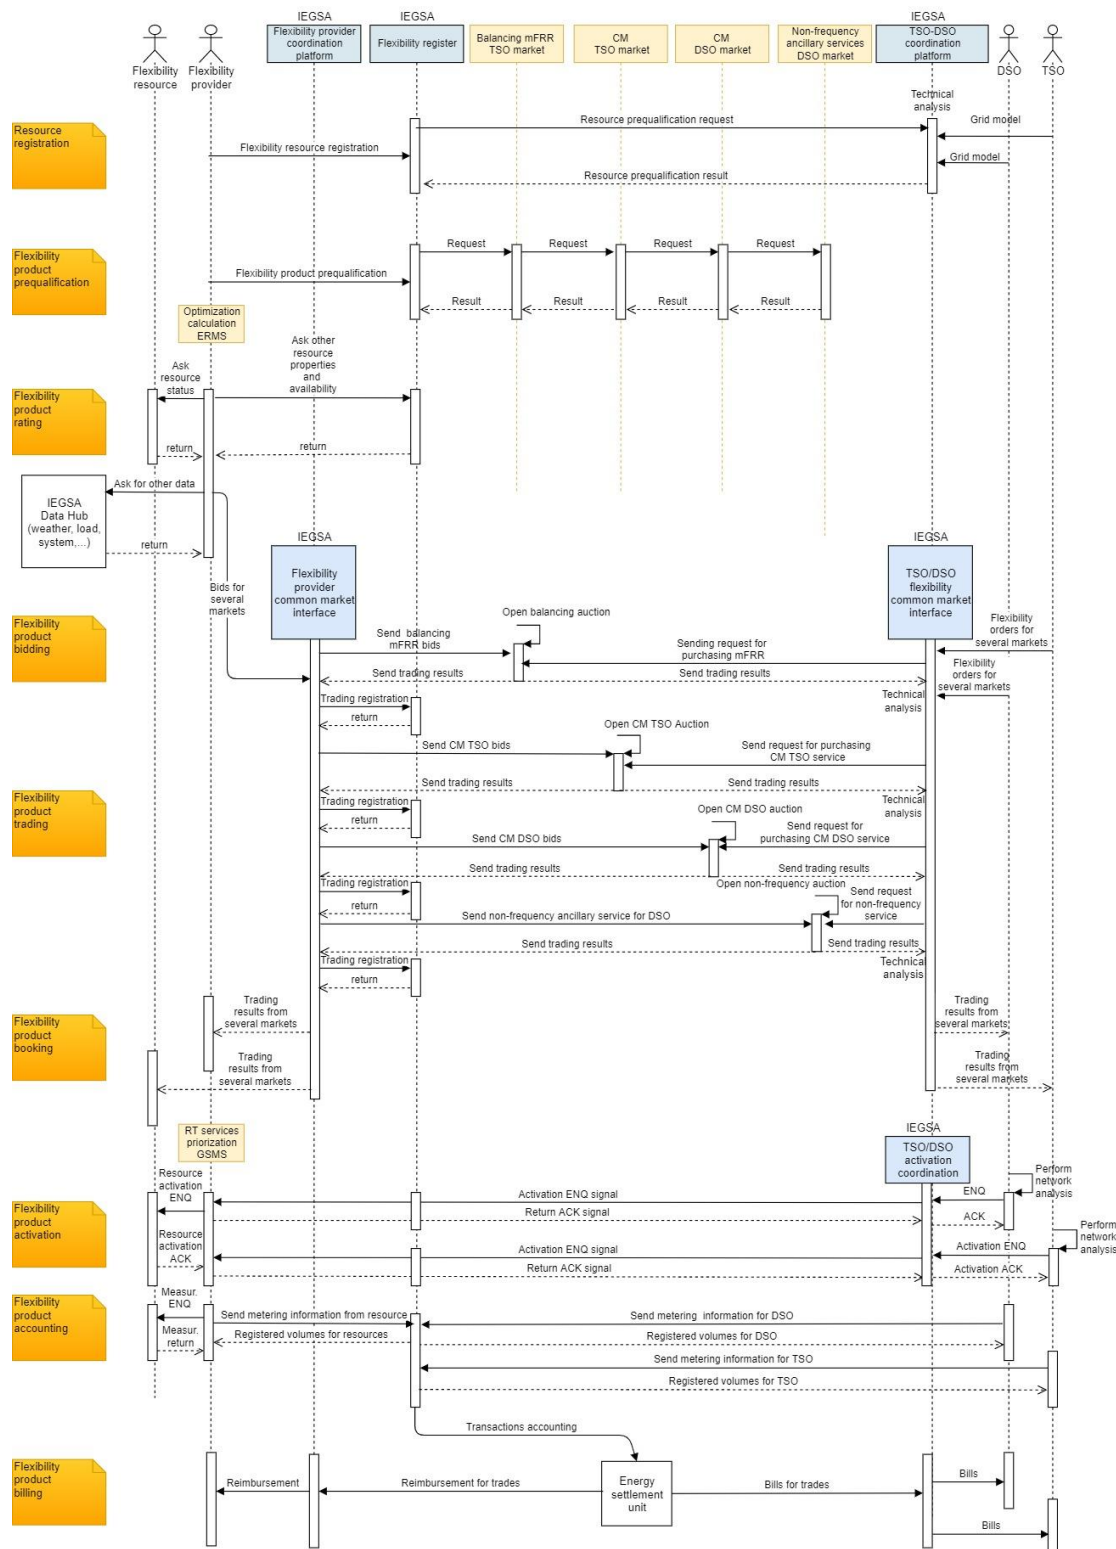 IEGSA
Flexibility provider
coordination
platform
IEGSA
Flexibility register
Balancing mFRR
TSO market
CM
TSO market
CM
DSO market
Non-frequency
ancillary services
DSO market
IEGSA
TSO-DSO
coordination
platform
Flexibility
resource
Flexibility
provider
DSO
TSO
Technical
analysis
Resource
registration
Resource prequalification request
Grid model
Flexibility resource registration
Grid model
Resource prequalification result
Flexibility
product
prequalification
Request
Request
Request
Request
Flexibility product prequalification
Result
Result
Result
Result
Optimization
calculation
ERMS
Ask other
resource
properties
and
availability
Ask
resource
status
Flexibility
product
rating
return
return
Ask for other data
IEGSA
Data Hub
(weather, load,
system,...)
return
IEGSA
Flexibility
provider
common market
interface
IEGSA
TSO/DSO
flexibility
common market
interface
Bids for
several
markets
Flexibility
product
bidding
Open balancing auction
Flexibility
orders for
several markets
Send balancing
mFRR bids
Sending request for
purchasing mFRR
Send trading results
Send trading results
Flexibility
orders for
several markets
Trading registration
return
Technical
analysis
Open CM TSO Auction
Send CM TSO bids
Send request for purchasing
CM TSO service
Send trading results
Send trading results
Flexibility
product
trading
Trading registration
return
Technical
analysis
Open CM DSO auction
Send CM DSO bids
Send request for
purchasing CM DSO service
Send trading results
Send trading results
Trading registration
return
Open non-frequency auction
Send non-frequency ancillary service for DSO
Send request
for non-frequency
service
Send trading results
Send trading results
Trading registration
return
Technical
analysis
Flexibility
product
booking
Trading
results from
several markets
Trading
results from
several markets
Trading
results from
several markets
Trading
results from
several markets
RT services
priorization
GSMS
IEGSA
TSO/DSO
activation
coordination
Perform
network
analysis
Flexibility
product
activation
Resource
activation
ENQ
Activation ENQ signal
ENQ
Return ACK signal
ACK
Resource
activation
ACK
Perform
network
analysis
Activation ENQ signal
Activation ENQ
Return ACK signal
Activation ACK
Flexibility
product
accounting
Measur.
ENQ
Send metering information from resource
Send metering information for DSO
Measur.
return
Registered volumes for resources
Registered volumes for DSO
Send metering information for TSO
Registered volumes for TSO
Transactions accounting
Flexibility
product
billing
Reimbursement
Reimbursement for trades
Energy
settlement
unit
Bills for trades
Bills
Bills